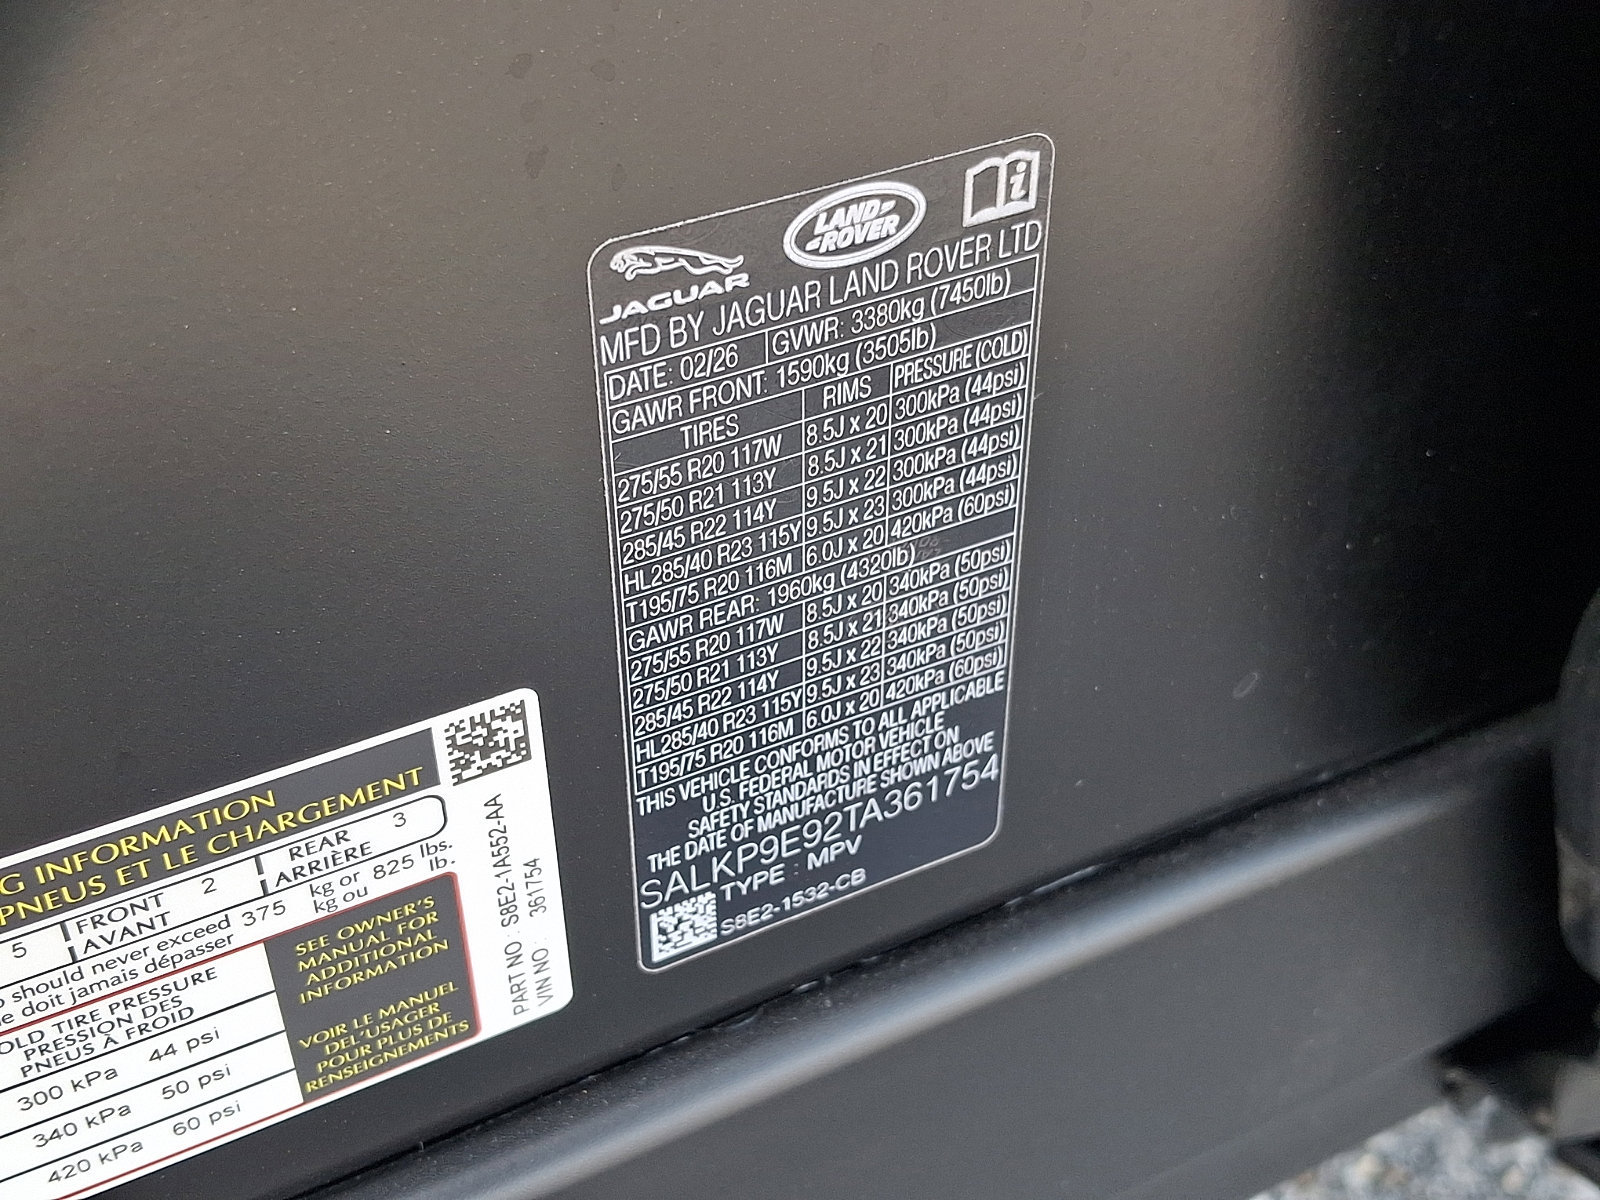 JAGUAR
LAND-
-ROVER
MFD BY JAGUAR LAND ROVER LTD
DATE: 02/26 GVWR: 3380kg (7450lb)
GAWR FRONT: 1590kg (3505lb)
TIRES RIMS PRESSURE (COLD)
275/55 R20 117W 8.5J x 20 300kPa (44psi)
275/50 R21 113Y 8.5J x 21 300kPa (44psi)
285/45 R22 114Y 9.5J x 22 300kPa (44psi)
HL285/40 R23 115Y 9.5J x 23 300kPa (44psi)
T195/75 R20 116M 6.0J x 20 420kPa (60psi)
GAWR REAR: 1960kg (4320lb)
275/55 R20 117W 8.5J x 20 340kPa (50psi)
275/50 R21 113Y 8.5J x 21 340kPa (50psi)
285/45 R22 114Y 9.5J x 22 340kPa (50psi)
HL285/40 R23 115Y 9.5J x 23 340kPa (50psi)
T195/75 R20 116M 6.0J x 20 420kPa (60psi)
THIS VEHICLE CONFORMS TO ALL APPLICABLE
U.S. FEDERAL MOTOR VEHICLE
SAFETY STANDARDS IN EFFECT ON
THE DATE OF MANUFACTURE SHOWN ABOVE
SALKP9E92TA361754
TYPE : MPV
S8E2-1532-CB
G INFORMATION
PNEUS ET LE CHARGEMENT
5 FRONT 2 REAR 3
AVANT ARRIÈRE
should never exceed 375 kg or 825 lbs.
doit jamais dépasser kg ou lb.
OLD TIRE PRESSURE
PRESSION DES
PNEUS À FROID
300 kPa 44 psi
340 kPa 50 psi
420 kPa 60 psi
SEE OWNER'S
MANUAL FOR
ADDITIONAL
INFORMATION
VOIR LE MANUEL
DEL'USAGER
POUR PLUS DE
RENSEIGNEMENTS
PART NO : S8E2-1A552-AA
VIN NO : 361754